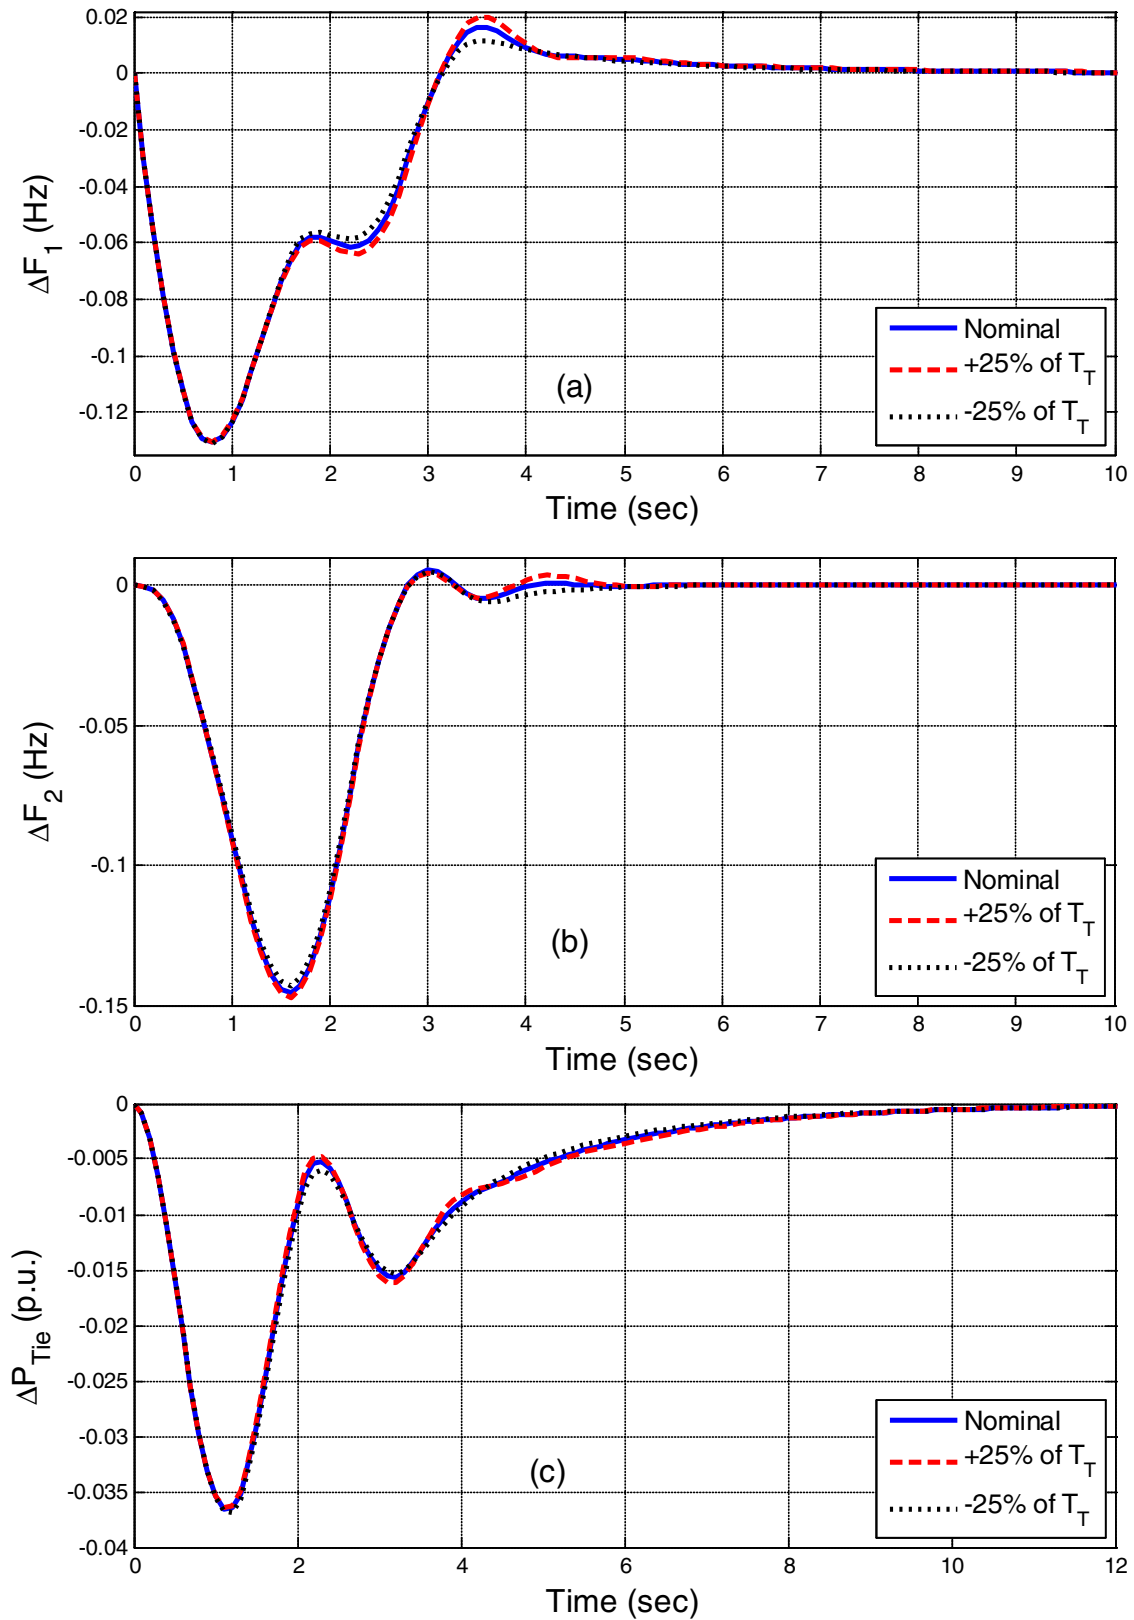 0.02
0
-0.02
-0.04
-0.06
-0.08
-0.1
-0.12
ΔF1 (Hz)
(a)
Nominal
+25% of TT
-25% of TT
0 1 2 3 4 5 6 7 8 9 10
Time (sec)
0
-0.05
-0.1
-0.15
ΔF2 (Hz)
(b)
Nominal
+25% of TT
-25% of TT
0 1 2 3 4 5 6 7 8 9 10
Time (sec)
0
-0.005
-0.01
-0.015
-0.02
-0.025
-0.03
-0.035
-0.04
ΔPTie (p.u.)
(c)
Nominal
+25% of TT
-25% of TT
0 2 4 6 8 10 12
Time (sec)